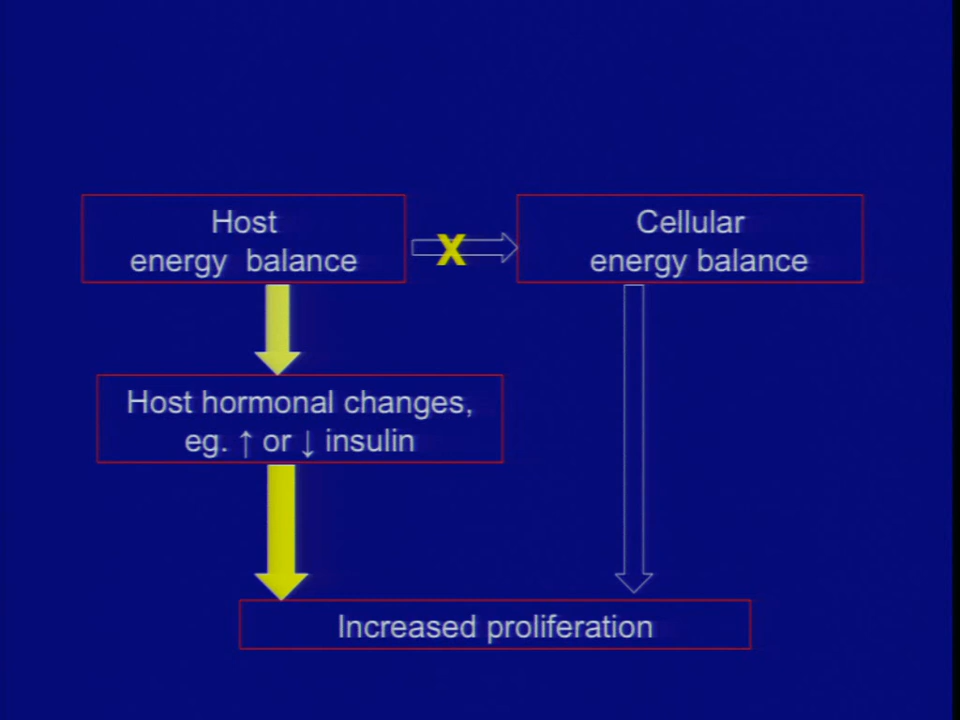 Host
energy balance
X
Cellular
energy balance
Host hormonal changes,
eg. ↑ or ↓ insulin
Increased proliferation